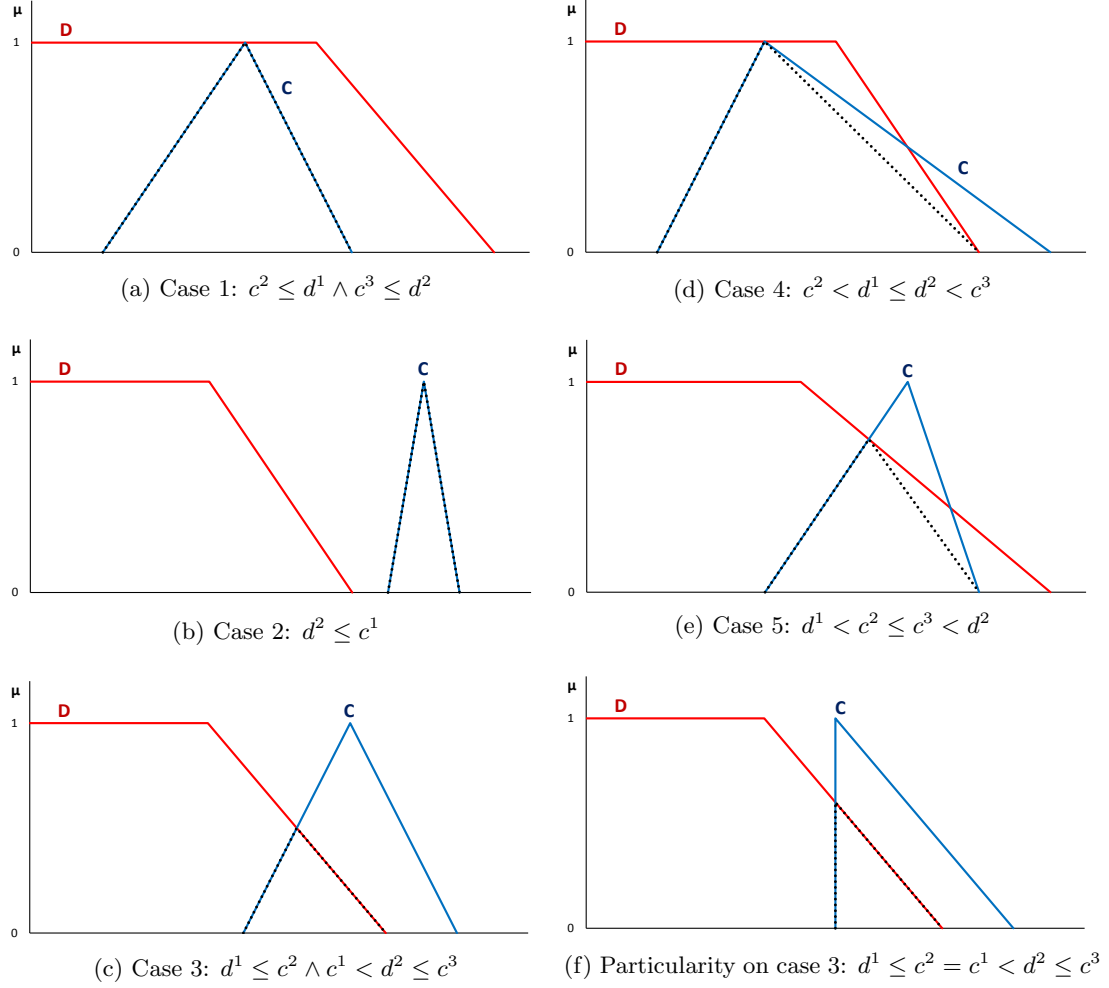 μ
D
1
C
0
(a) Case 1: c² ≤ d¹ ∧ c³ ≤ d²
μ
D
C
1
0
(b) Case 2: d² ≤ c¹
μ
D
C
1
0
(c) Case 3: d¹ ≤ c² ∧ c¹ < d² ≤ c³
μ
D
1
C
0
(d) Case 4: c² < d¹ ≤ d² < c³
μ
D
C
1
0
(e) Case 5: d¹ < c² ≤ c³ < d²
μ
D
C
1
0
(f) Particularity on case 3: d¹ ≤ c² = c¹ < d² ≤ c³